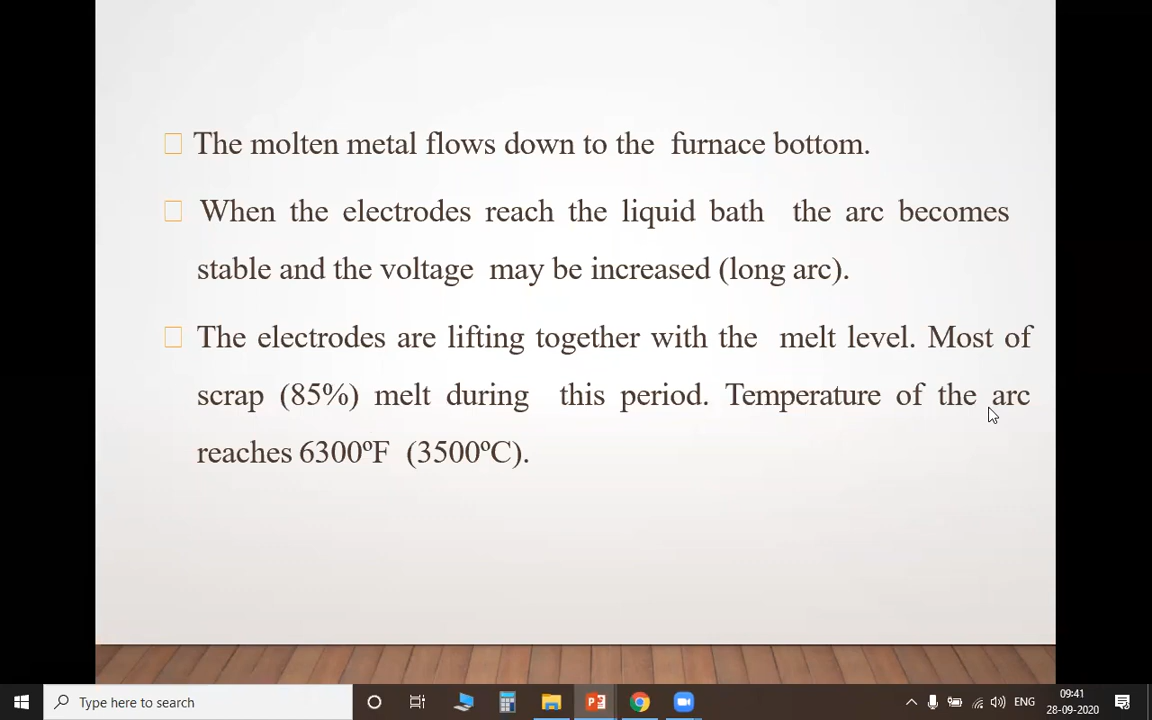 The molten metal flows down to the furnace bottom.
When the electrodes reach the liquid bath the arc becomes
stable and the voltage may be increased (long arc).
The electrodes are lifting together with the melt level. Most of
scrap (85%) melt during this period. Temperature of the arc
reaches 6300ºF (3500ºC).
Type here to search
ENG
09:41
28-09-2020